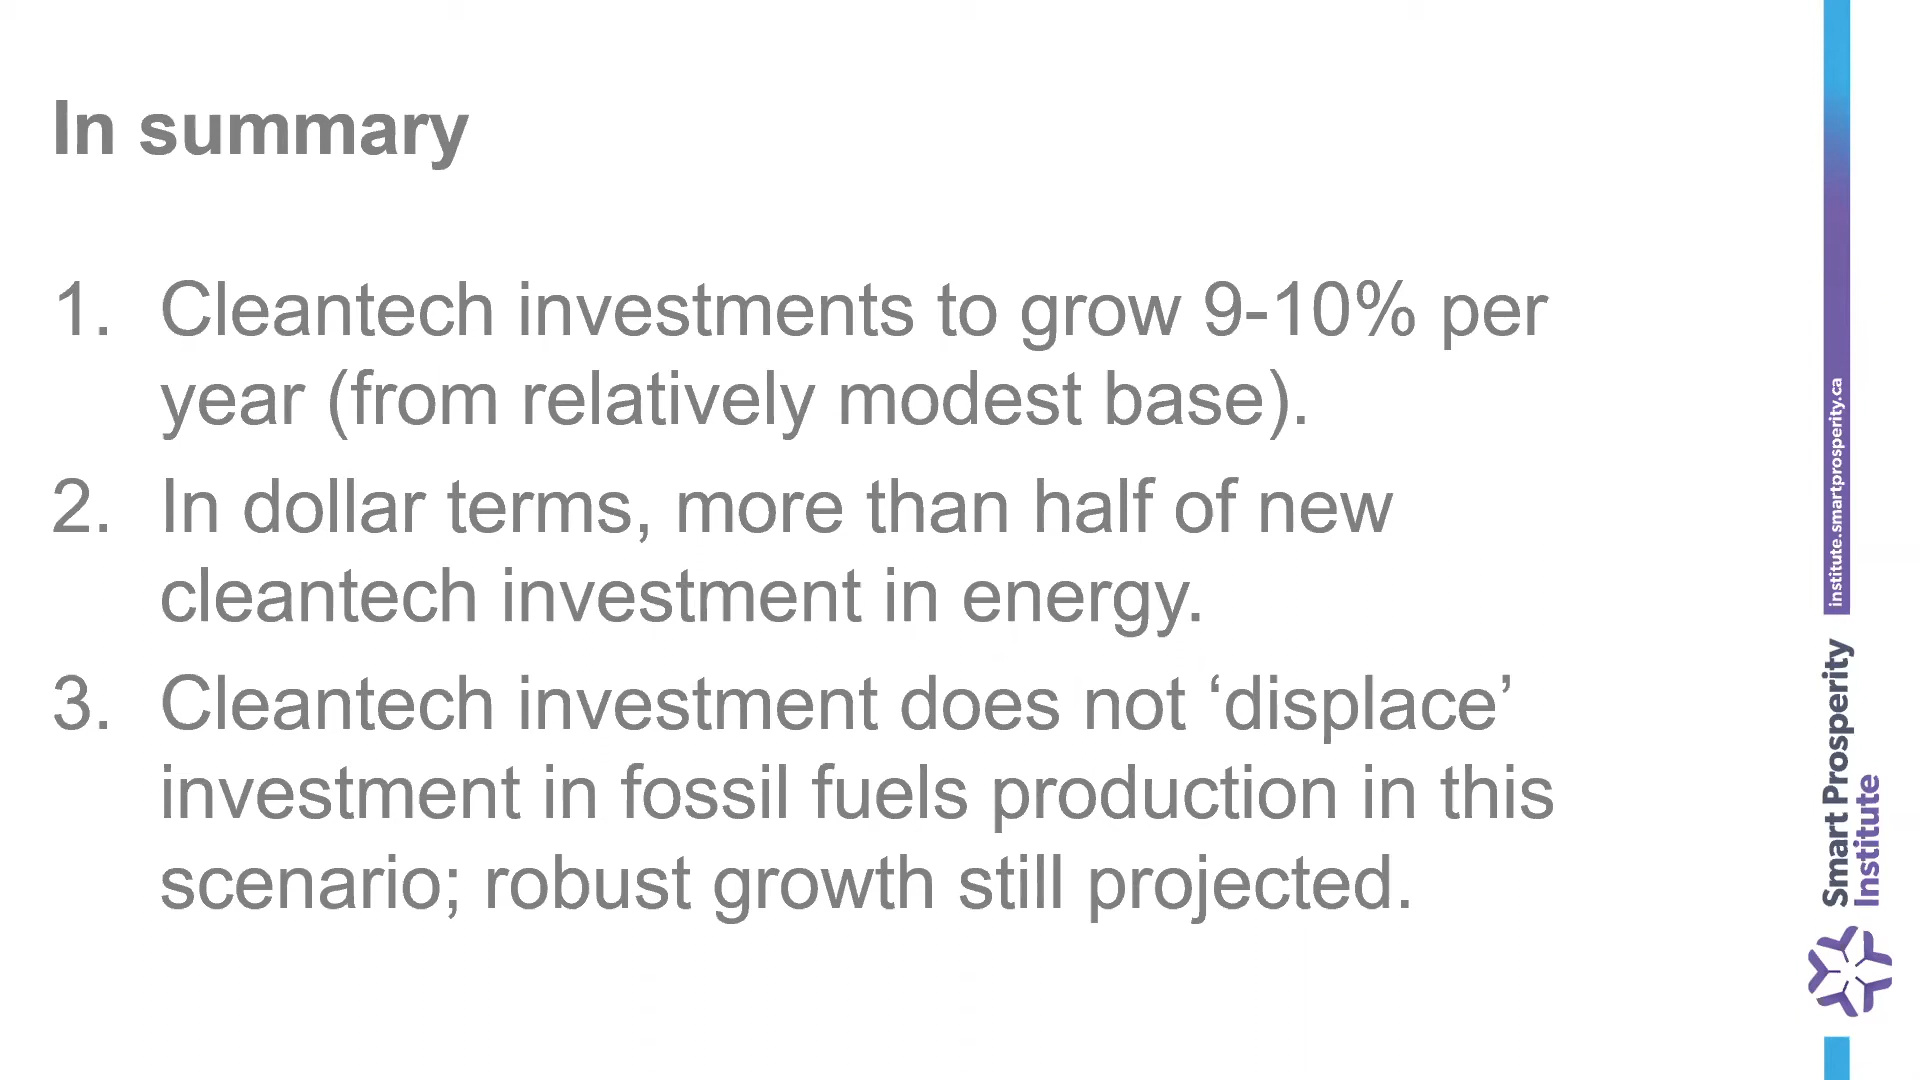 In summary
1. Cleantech investments to grow 9-10% per
year (from relatively modest base).
2. In dollar terms, more than half of new
cleantech investment in energy.
3. Cleantech investment does not ‘displace’
investment in fossil fuels production in this
scenario; robust growth still projected.
institute.smartprosperity.ca
Smart Prosperity
Institute